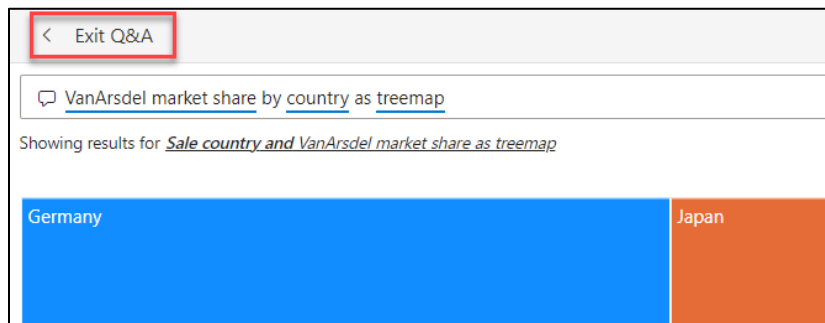 Exit Q&A
VanArsdel market share by country as treemap
Showing results for Sale country and VanArsdel market share as treemap
Germany
Japan